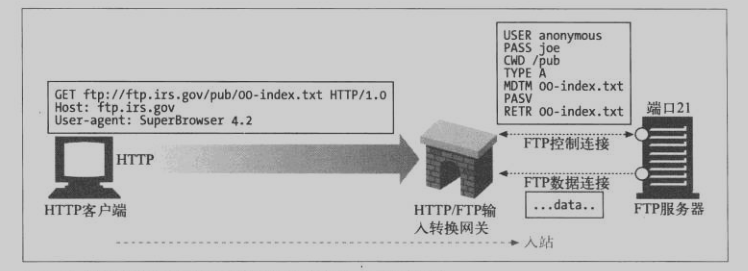 USER anonymous
PASS joe
CWD /pub
TYPE A
MDTM 00-index.txt
PASV
RETR 00-index.txt
GET ftp://ftp.irs.gov/pub/00-index.txt HTTP/1.0
Host: ftp.irs.gov
User-agent: SuperBrowser 4.2
端口21
HTTP
FTP控制连接
FTP数据连接
...data..
HTTP客户端
HTTP/FTP输
入转换网关
FTP服务器
入站